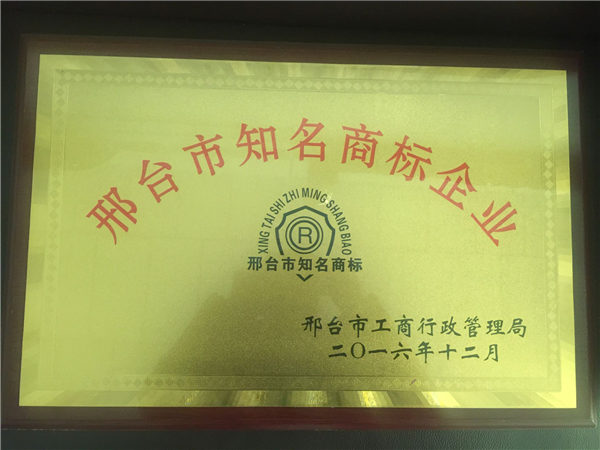 邢台市知名商标企业
XING TAI SHI ZHI MING SHANG BIAO
R
邢台市知名商标
邢台市工商行政管理局
二〇一六年十二月